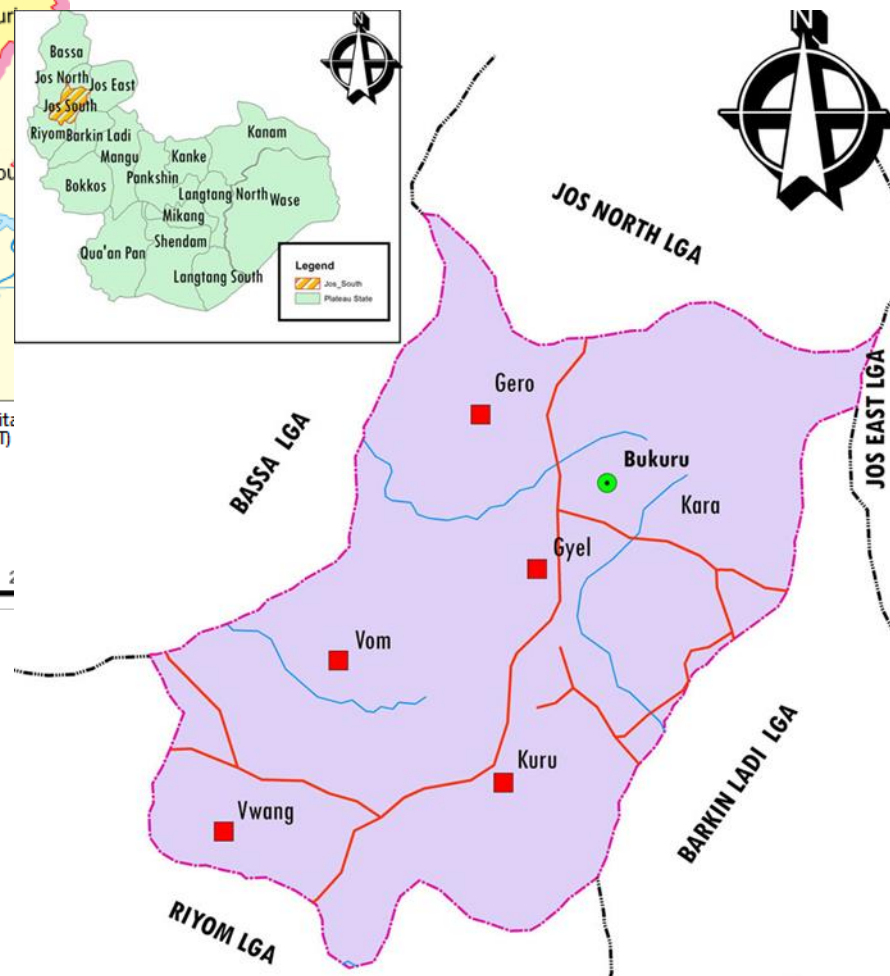 Bassa
Jos North
Jos East
Jos South
Riyom
Barkin Ladi
Kanam
Mangu
Kanke
Bokkos
Pankshin
Langtang North
Wase
Mikang
Shendam
Qua'an Pan
Langtang South
Legend
Jos_South
Plateau State
N
JOS NORTH LGA
JOS EAST LGA
BASSA LGA
Gero
Bukuru
Kara
Gyel
Vom
Kuru
Vwang
BARKIN LADI LGA
RIYOM LGA